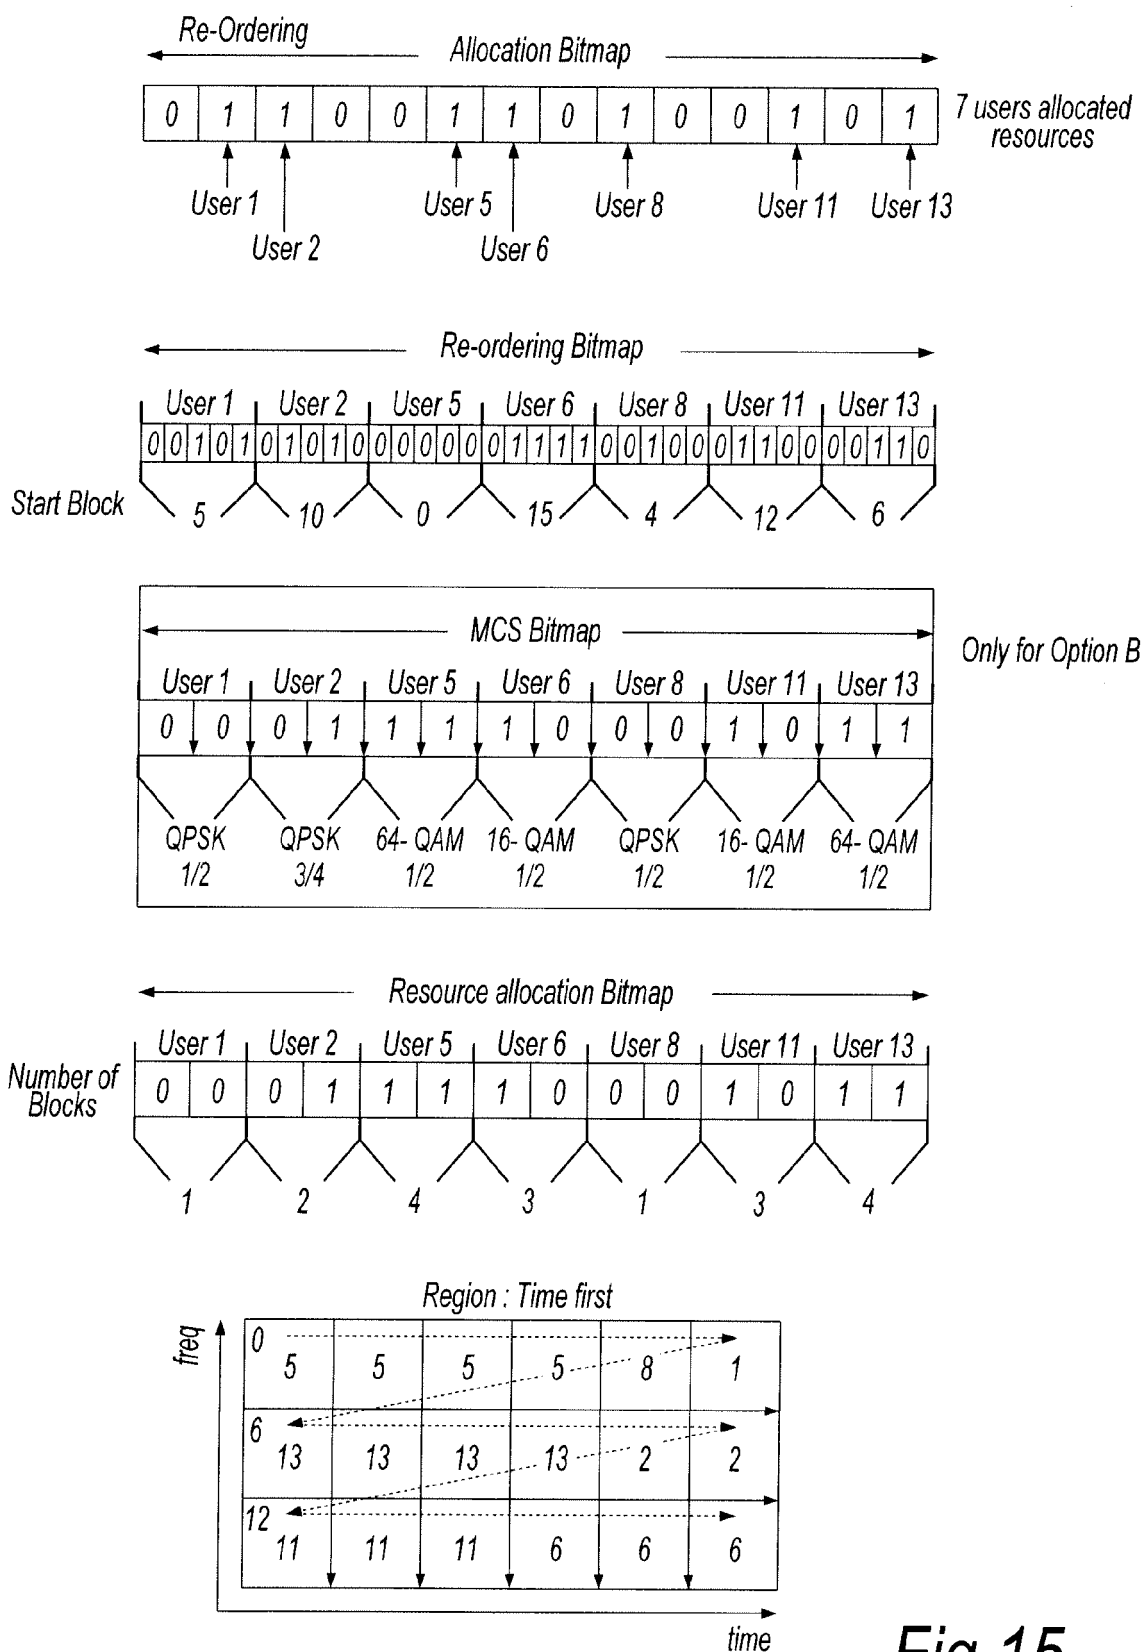 Re-Ordering
Allocation Bitmap
0 1 1 0 0 1 1 0 1 0 0 1 0 1
7 users allocated
resources
User 1 User 5 User 8 User 11 User 13
User 2 User 6
Re-ordering Bitmap
User 1 User 2 User 5 User 6 User 8 User 11 User 13
0 0 1 0 1 0 1 0 1 0 0 0 0 0 0 0 1 1 1 1 0 0 1 0 0 0 1 1 0 0 0 0 1 1 0
Start Block 5 10 0 15 4 12 6
MCS Bitmap
Only for Option B
User 1 User 2 User 5 User 6 User 8 User 11 User 13
0 0 0 1 1 1 1 0 0 0 1 0 1 1
QPSK QPSK 64- QAM 16- QAM QPSK 16- QAM 64- QAM
1/2 3/4 1/2 1/2 1/2 1/2 1/2
Resource allocation Bitmap
User 1 User 2 User 5 User 6 User 8 User 11 User 13
Number of
Blocks
0 0 0 1 1 1 1 0 0 0 1 0 1 1
1 2 4 3 1 3 4
Region : Time first
freq
0
5 5 5 5 8 1
6
13 13 13 13 2 2
12
11 11 11 6 6 6
time
Fig.15